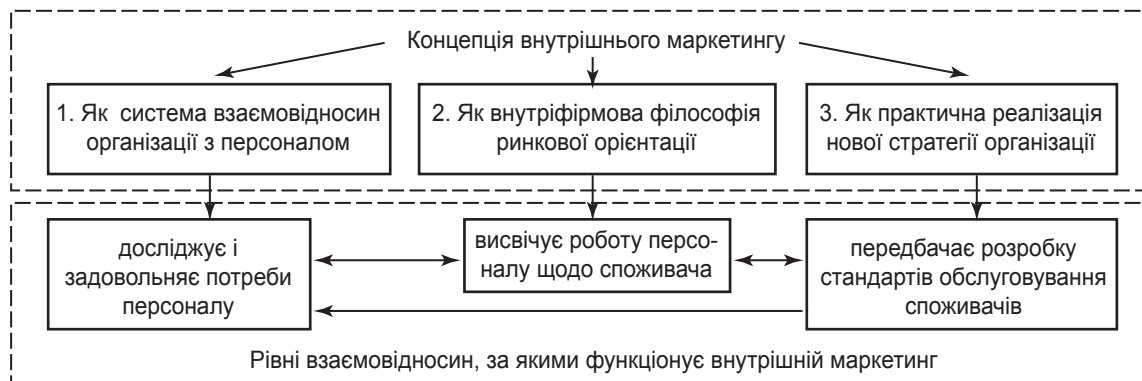 Концепція внутрішнього маркетингу
1. Як система взаємовідносин
організації з персоналом
2. Як внутріфірмова філософія
ринкової орієнтації
3. Як практична реалізація
нової стратегії організації
досліджує і
задовольняє потреби
персоналу
висвічує роботу персо-
налу щодо споживача
передбачає розробку
стандартів обслуговування
споживачів
Рівні взаємовідносин, за якими функціонує внутрішній маркетинг